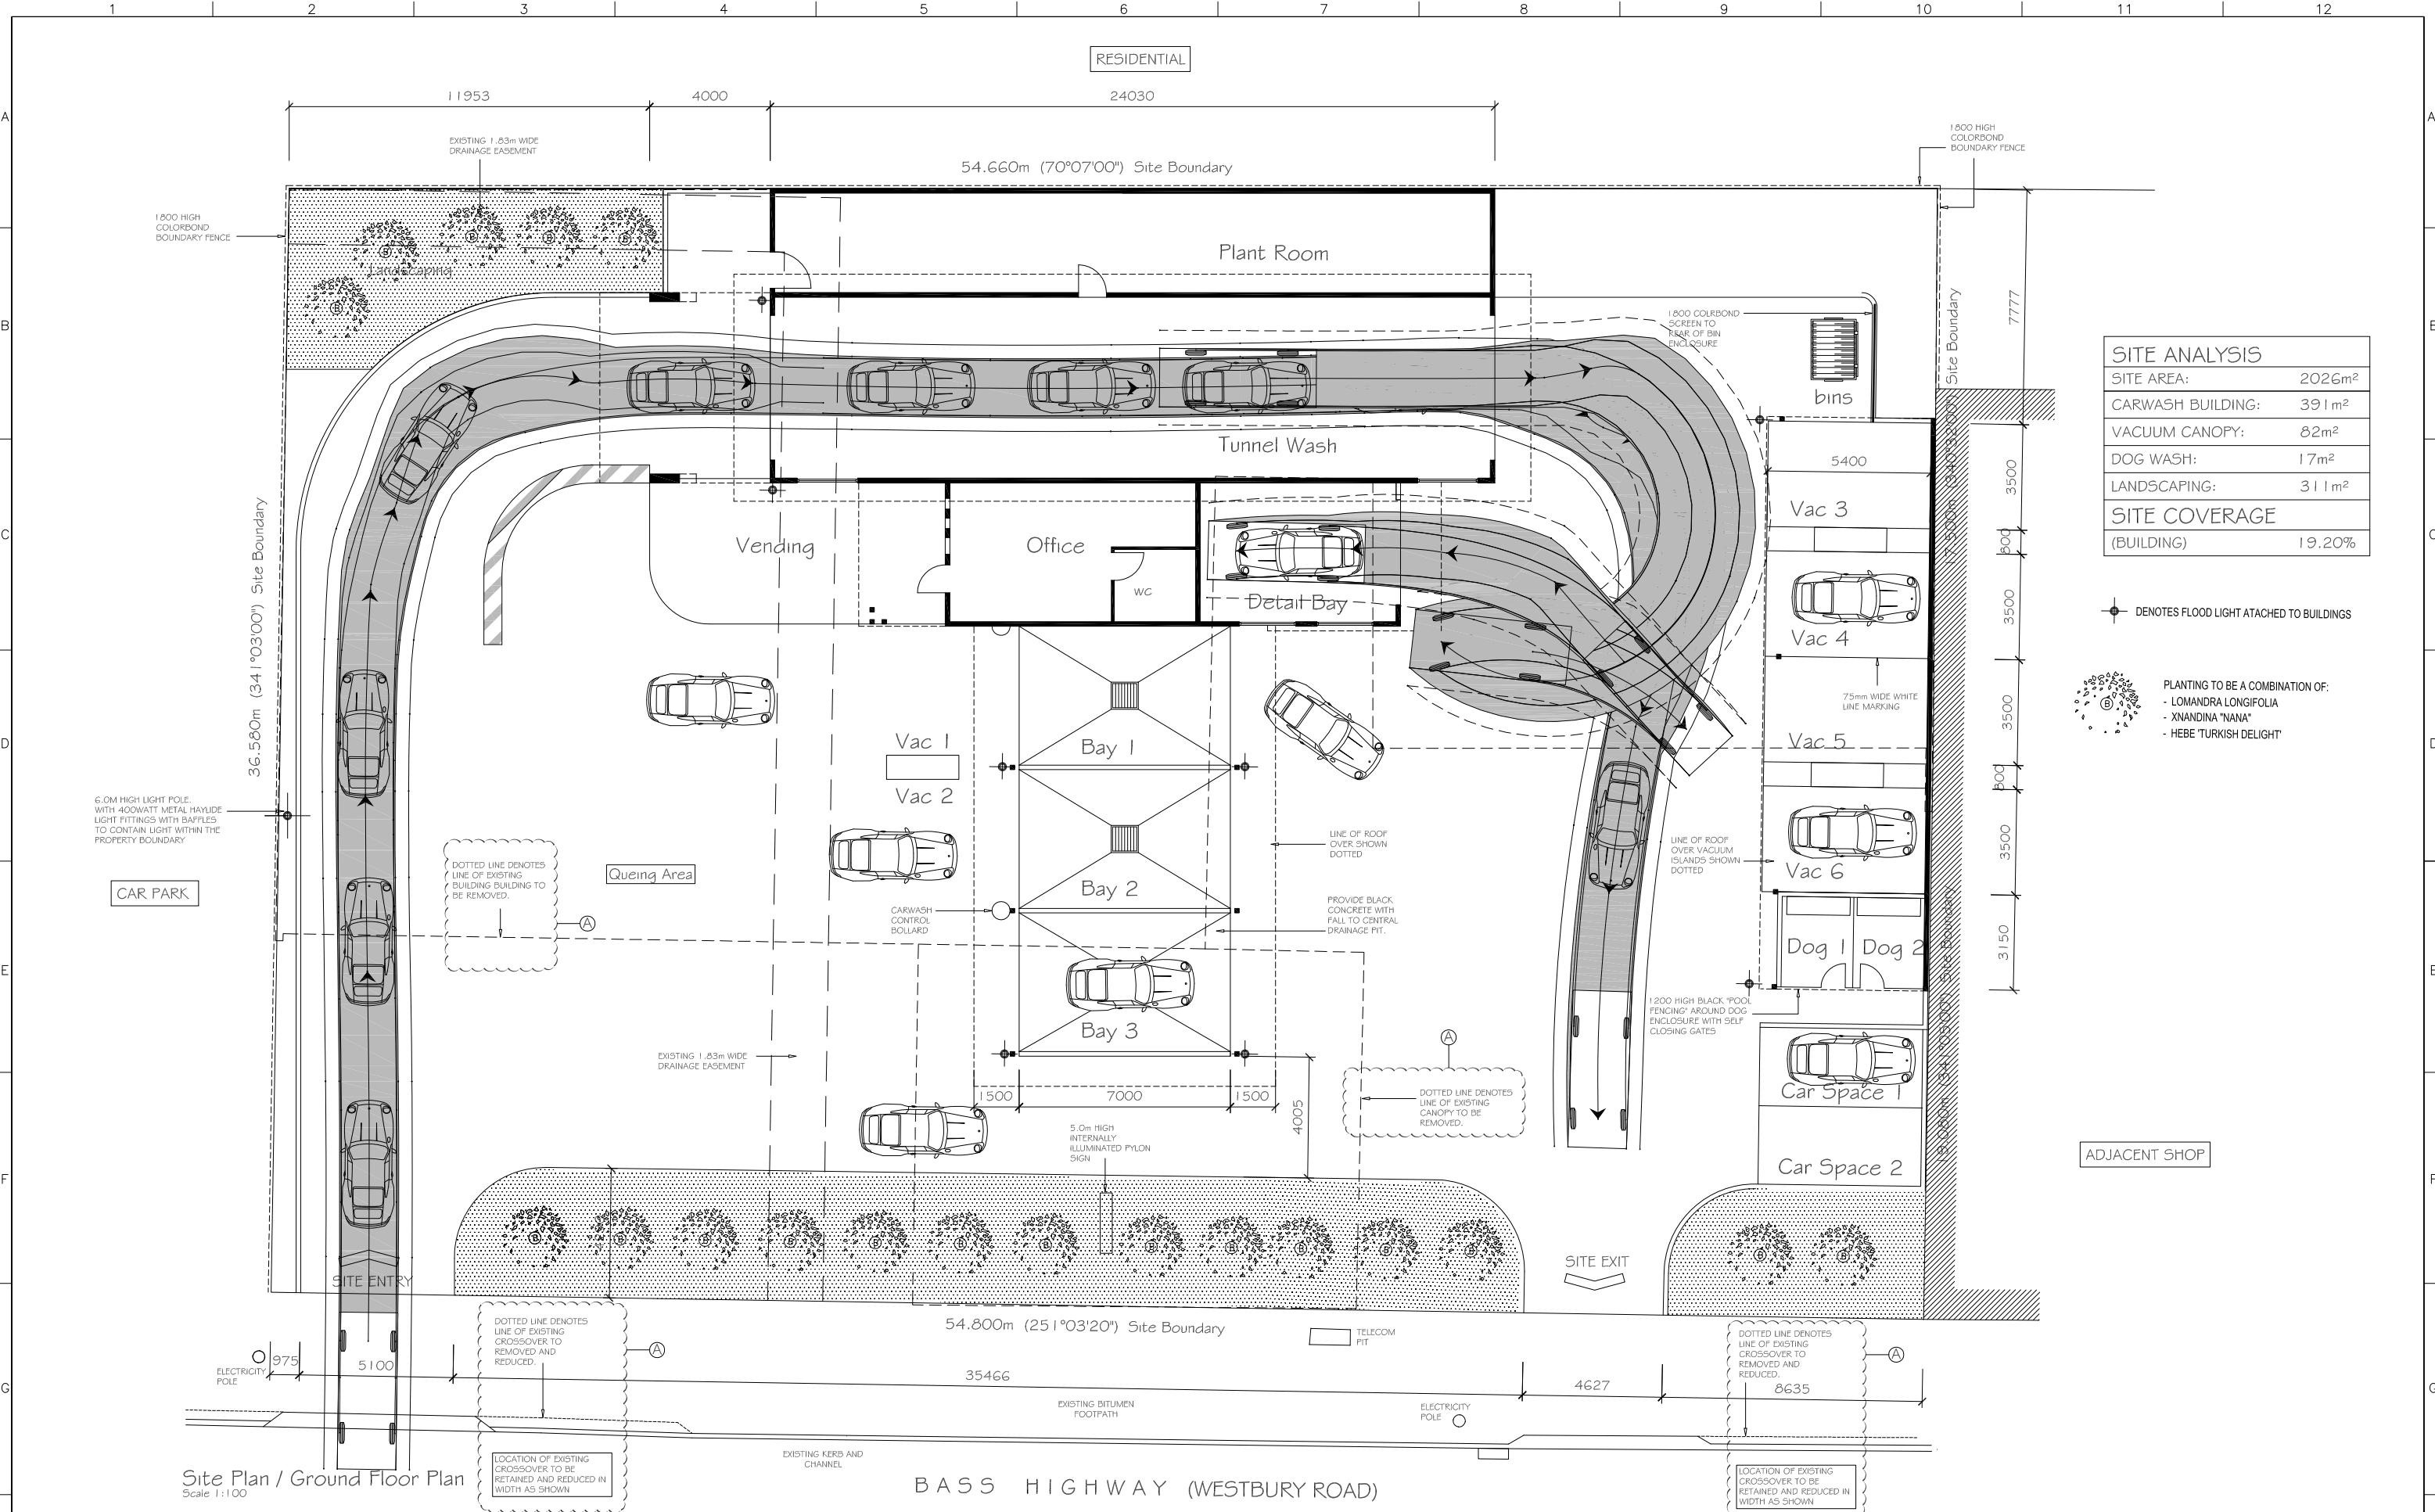 1 2 3 4 5 6 7 8 9 10 11 12
RESIDENTIAL
11953 4000 24030
A A
EXISTING 1.83m WIDE
DRAINAGE EASEMENT
1800 HIGH
COLORBOND
BOUNDARY FENCE
54.660m (70°07'00") Site Boundary
1800 HIGH
COLORBOND
BOUNDARY FENCE
Landscaping
B B B B B
Plant Room
B
7777
1800 COLRBOND
SCREEN TO
REAR OF BIN
ENCLOSURE
bins
17.500m (340°32'00") Site Boundary
SITE ANALYSIS
SITE AREA: 2026m²
CARWASH BUILDING: 391m²
VACUUM CANOPY: 82m²
DOG WASH: 17m²
LANDSCAPING: 311m²
SITE COVERAGE
(BUILDING) 19.20%
Tunnel Wash
5400
3500
Vac 3
C
800
Vending
Office
WC
Detail Bay
36.580m (341°03'00") Site Boundary
3500
Vac 4
DENOTES FLOOD LIGHT ATACHED TO BUILDINGS
75mm WIDE WHITE
LINE MARKING
B
PLANTING TO BE A COMBINATION OF:
- LOMANDRA LONGIFOLIA
- XNANDINA "NANA"
- HEBE 'TURKISH DELIGHT'
D
3500
Vac 1
Bay 1
Vac 5
800
Vac 2
6.0M HIGH LIGHT POLE.
WITH 400WATT METAL HAYLIDE
LIGHT FITTINGS WITH BAFFLES
TO CONTAIN LIGHT WITHIN THE
PROPERTY BOUNDARY
LINE OF ROOF
OVER SHOWN
DOTTED
LINE OF ROOF
OVER VACUUM
ISLANDS SHOWN
DOTTED
3500
Vac 6
CAR PARK
DOTTED LINE DENOTES
LINE OF EXISTING
BUILDING BUILDING TO
BE REMOVED.
A
Queing Area
Bay 2
CARWASH
CONTROL
BOLLARD
PROVIDE BLACK
CONCRETE WITH
FALL TO CENTRAL
DRAINAGE PIT.
E
Dog 1 Dog 2
3150
1200 HIGH BLACK "POOL
FENCING" AROUND DOG
ENCLOSURE WITH SELF
CLOSING GATES
Bay 3
A
EXISTING 1.83m WIDE
DRAINAGE EASEMENT
19.080m (341°03'00") Site Boundary
1500 7000 1500
4005
DOTTED LINE DENOTES
LINE OF EXISTING
CANOPY TO BE
REMOVED.
Car Space 1
5.0m HIGH
INTERNALLY
ILLUMINATED PYLON
SIGN
Car Space 2
ADJACENT SHOP
F
B B B B B B B B B B B B
B B
SITE ENTRY
SITE EXIT
54.800m (251°03'20") Site Boundary
TELECOM
PIT
DOTTED LINE DENOTES
LINE OF EXISTING
CROSSOVER TO
REMOVED AND
REDUCED.
A
DOTTED LINE DENOTES
LINE OF EXISTING
CROSSOVER TO
REMOVED AND
REDUCED.
A
ELECTRICITY
POLE
975 5100 35466 4627 8635
G G
EXISTING BITUMEN
FOOTPATH
ELECTRICITY
POLE
EXISTING KERB AND
CHANNEL
LOCATION OF EXISTING
CROSSOVER TO BE
RETAINED AND REDUCED IN
WIDTH AS SHOWN
LOCATION OF EXISTING
CROSSOVER TO BE
RETAINED AND REDUCED IN
WIDTH AS SHOWN
Site Plan / Ground Floor Plan
Scale 1:100
BASS HIGHWAY (WESTBURY ROAD)